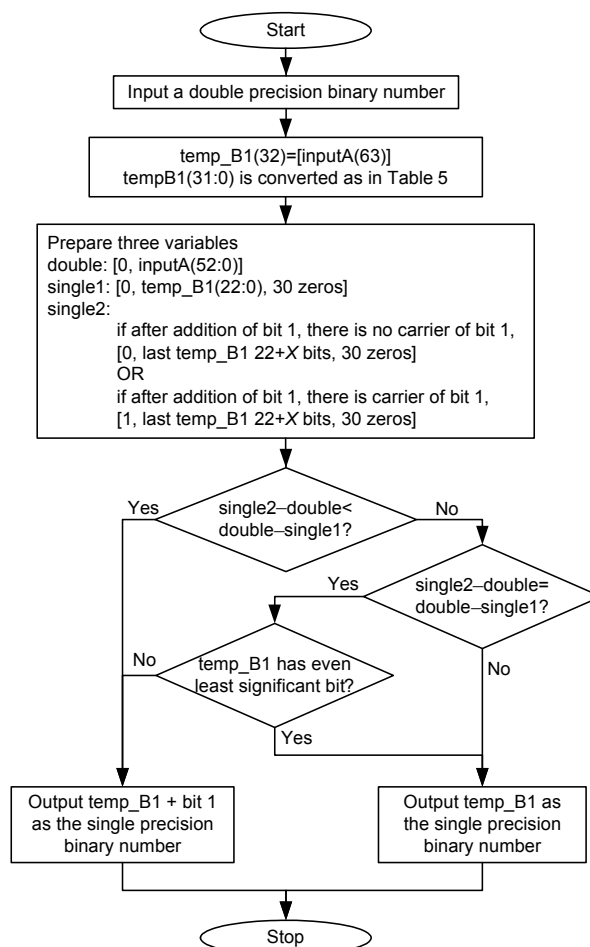 Start
Input a double precision binary number
temp_B1(32)=[inputA(63)]
tempB1(31:0) is converted as in Table 5
Prepare three variables
double: [0, inputA(52:0)]
single1: [0, temp_B1(22:0), 30 zeros]
single2:
if after addition of bit 1, there is no carrier of bit 1,
[0, last temp_B1 22+X bits, 30 zeros]
OR
if after addition of bit 1, there is carrier of bit 1,
[1, last temp_B1 22+X bits, 30 zeros]
Yes
single2–double<
double–single1?
No
Yes
single2–double=
double–single1?
No
temp_B1 has even
least significant bit?
No
Yes
Output temp_B1 + bit 1
as the single precision
binary number
Output temp_B1 as
the single precision
binary number
Stop